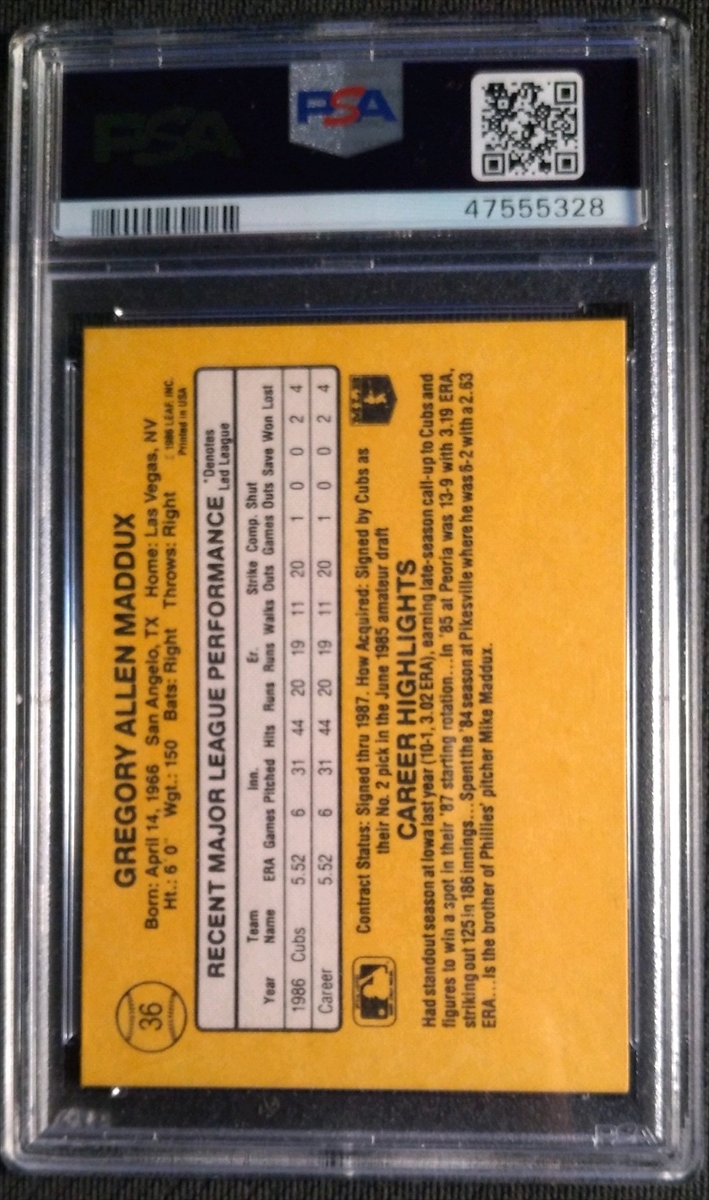 PSA
PSA
47555328
36
GREGORY ALLEN MADDUX
Born: April 14, 1966 San Angelo, TX Home: Las Vegas, NV
Ht.: 6'0" Wgt.: 150 Bats: Right Throws: Right
© 1986 LEAF, INC.
Printed in USA
RECENT MAJOR LEAGUE PERFORMANCE
*Denotes
Led League
Year Team Name ERA Games Inn. Pitched Hits Runs Er. Runs Walks Strike Outs Comp. Games Shut Outs Save Won Lost
1986 Cubs 5.52 6 31 44 20 19 11 20 1 0 0 2 4
Career 5.52 6 31 44 20 19 11 20 1 0 0 2 4
Contract Status: Signed thru 1987. How Acquired: Signed by Cubs as
their No. 2 pick in the June 1985 amateur draft
MLB
CAREER HIGHLIGHTS
Had standout season at Iowa last year (10-1, 3.02 ERA), earning late-season call-up to Cubs and
figures to win a spot in their '87 starting rotation...In '85 at Peoria was 13-9 with 3.19 ERA,
striking out 125 in 186 innings...Spent the '84 season at Pikesville where he was 6-2 with a 2.63
ERA...Is the brother of Phillies' pitcher Mike Maddux.
PSA